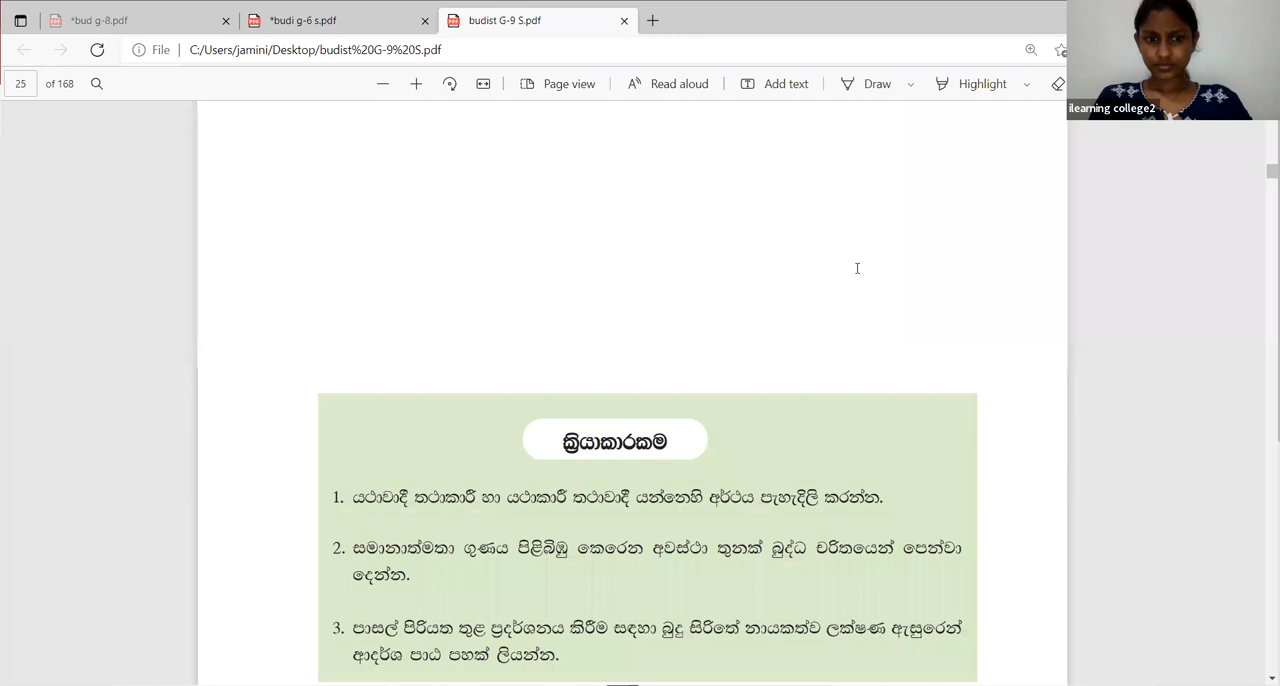 *bud g-8.pdf
*budi g-6 s.pdf
budist G-9 S.pdf
File C:/Users/jamini/Desktop/budist%20G-9%20S.pdf
25 of 168 Page view Read aloud Add text Draw Highlight
ilearning college2
ක්‍රියාකාරකම
1. යථාවාදී තථාකාරී හා යථාකාරී තථාවාදී යන්නෙහි අර්ථය පැහැදිලි කරන්න.
2. සමානාත්මතා ගුණය පිළිබිඹු කෙරෙන අවස්ථා තුනක් බුද්ධ චරිතයෙන් පෙන්වා
දෙන්න.
3. පාසල් පිරියත තුළ ප්‍රදර්ශනය කිරීම සඳහා බුදු සිරිතේ නායකත්ව ලක්ෂණ ඇසුරෙන්
ආදර්ශ පාඨ පහක් ලියන්න.